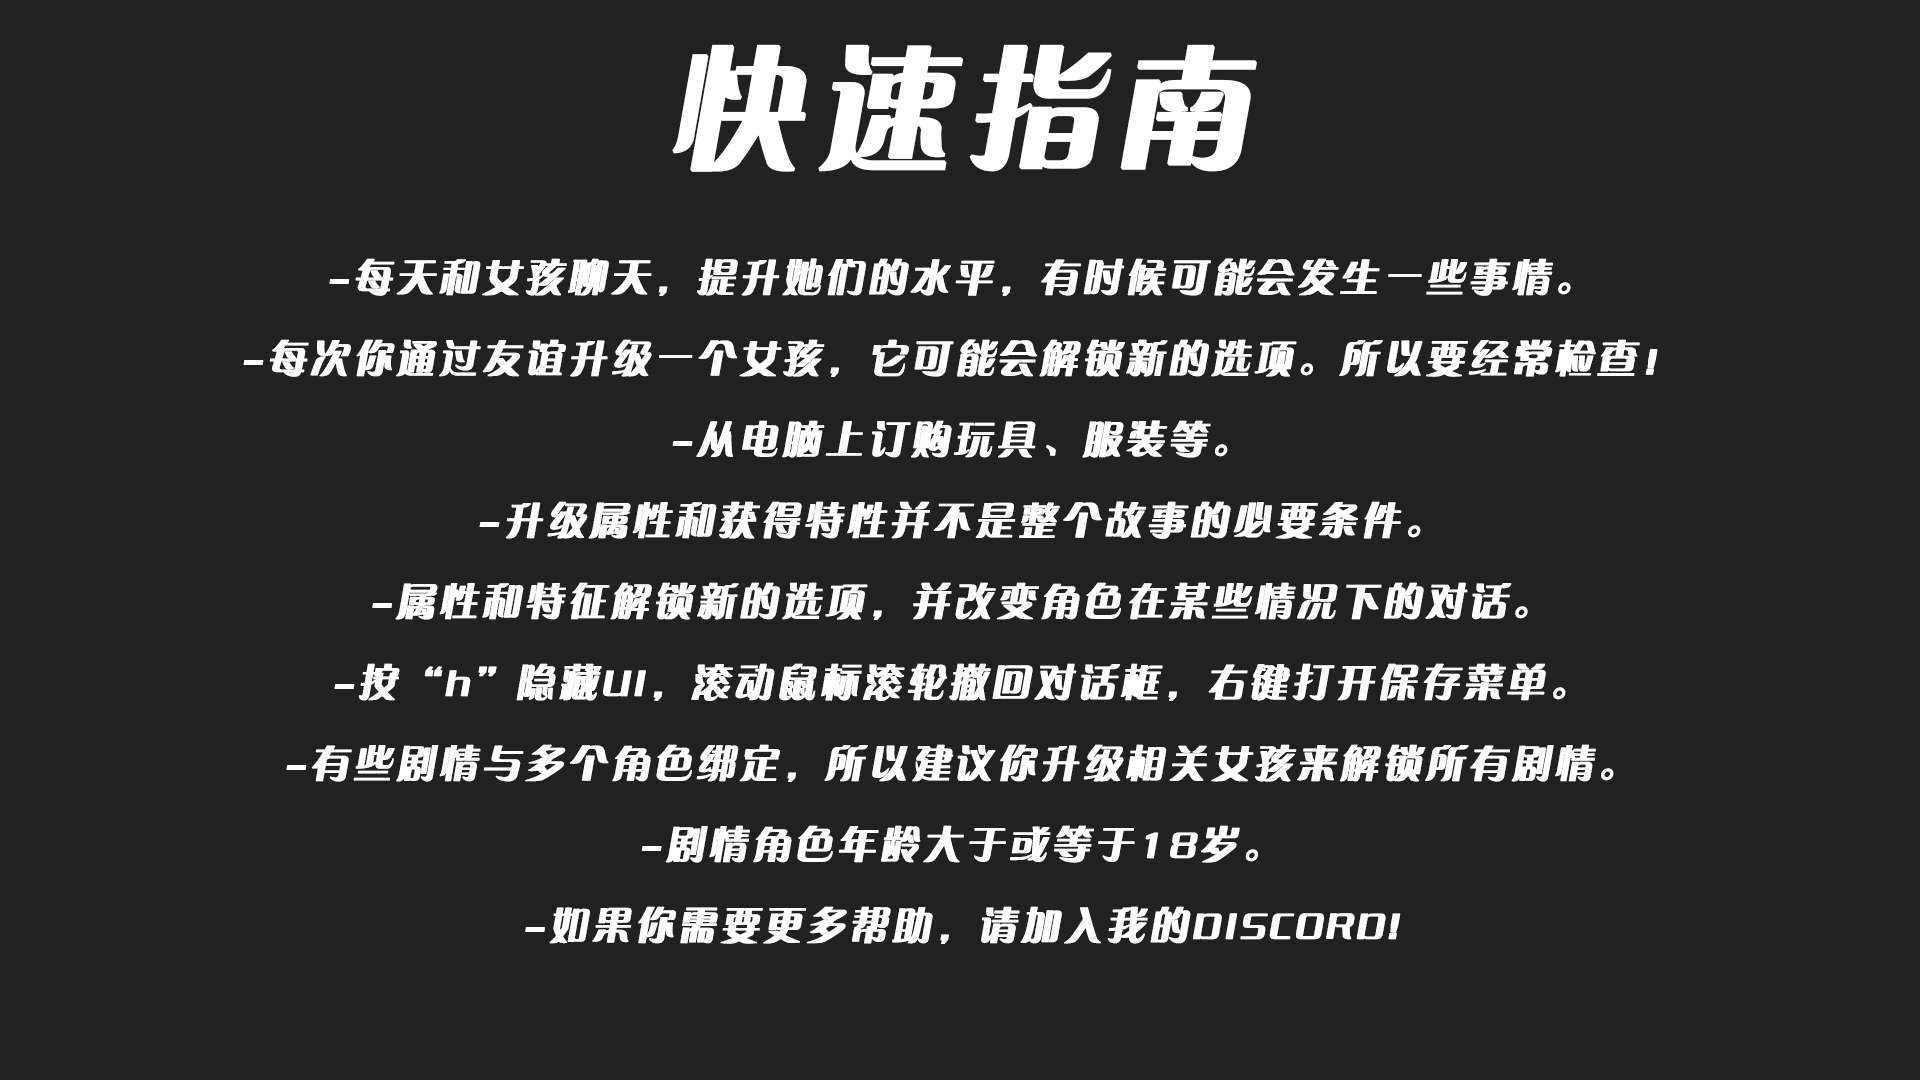 快速指南
-每天和女孩聊天，提升她们的水平，有时候可能会发生一些事情。
-每次你通过友谊升级一个女孩，它可能会解锁新的选项。所以要经常检查!
-从电脑上订购玩具、服装等。
-升级属性和获得特性并不是整个故事的必要条件。
-属性和特征解锁新的选项，并改变角色在某些情况下的对话。
-按“h”隐藏UI，滚动鼠标滚轮撤回对话框，右键打开保存菜单。
-有些剧情与多个角色绑定，所以建议你升级相关女孩来解锁所有剧情。
-剧情角色年龄大于或等于18岁。
-如果你需要更多帮助，请加入我的DISCORD!